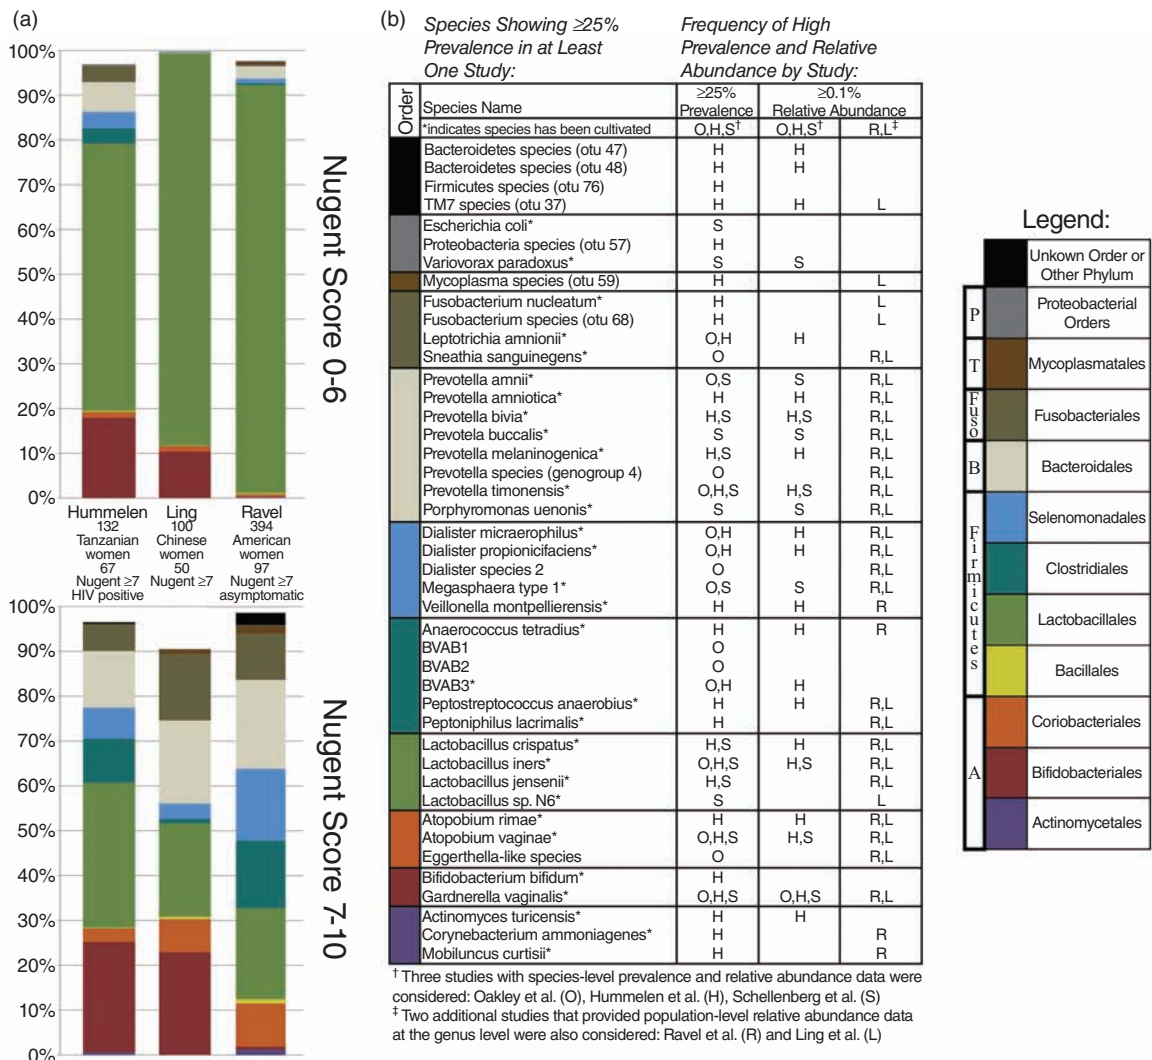 (a)
100%
90%
80%
70%
60%
50%
40%
30%
20%
10%
0%
Nugent Score 0-6
Hummelen
132
Tanzanian
women
67
Nugent ≥7
HIV positive
Ling
100
Chinese
women
50
Nugent ≥7
Ravel
394
American
women
97
Nugent ≥7
asymptomatic
100%
90%
80%
70%
60%
50%
40%
30%
20%
10%
0%
Nugent Score 7-10
(b)
Species Showing ≥25%
Prevalence in at Least
One Study:
Frequency of High
Prevalence and Relative
Abundance by Study:
Order
Species Name ≥25% Prevalence ≥0.1% Relative Abundance
*indicates species has been cultivated O,H,S† O,H,S† R,L‡
Bacteroidetes species (otu 47) H H
Bacteroidetes species (otu 48) H H
Firmicutes species (otu 76) H
TM7 species (otu 37) H H L
Escherichia coli* S
Proteobacteria species (otu 57) H
Variovorax paradoxus* S S
Mycoplasma species (otu 59) H L
Fusobacterium nucleatum* H L
Fusobacterium species (otu 68) H L
Leptotrichia amnionii* O,H H
Sneathia sanguinegens* O R,L
Prevotella amnii* O,S S R,L
Prevotella amniotica* H H R,L
Prevotella bivia* H,S H,S R,L
Prevotela buccalis* S S R,L
Prevotella melaninogenica* H,S H R,L
Prevotella species (genogroup 4) O R,L
Prevotella timonensis* O,H,S H,S R,L
Porphyromonas uenonis* S S R,L
Dialister micraerophilus* O,H H R,L
Dialister propionicifaciens* O,H H R,L
Dialister species 2 O R,L
Megasphaera type 1* O,S S R,L
Veillonella montpellierensis* H H R
Anaerococcus tetradius* H H R
BVAB1 O
BVAB2 O
BVAB3* O,H H
Peptostreptococcus anaerobius* H H R,L
Peptoniphilus lacrimalis* H R,L
Lactobacillus crispatus* H,S H R,L
Lactobacillus iners* O,H,S H,S R,L
Lactobacillus jensenii* H,S R,L
Lactobacillus sp. N6* S L
Atopobium rimae* H H R,L
Atopobium vaginae* O,H,S H,S R,L
Eggerthella-like species O R,L
Bifidobacterium bifidum* H
Gardnerella vaginalis* O,H,S O,H,S R,L
Actinomyces turicensis* H H
Corynebacterium ammoniagenes* H R
Mobiluncus curtisii* H R
† Three studies with species-level prevalence and relative abundance data were
considered: Oakley et al. (O), Hummelen et al. (H), Schellenberg et al. (S)
‡ Two additional studies that provided population-level relative abundance data
at the genus level were also considered: Ravel et al. (R) and Ling et al. (L)
Legend:
Unkown Order or
Other Phylum
P
Proteobacterial
Orders
T
Mycoplasmatales
Fuso
Fusobacteriales
B
Bacteroidales
Firmicutes
Selenomonadales
Clostridiales
Lactobacillales
Bacillales
A
Coriobacteriales
Bifidobacteriales
Actinomycetales